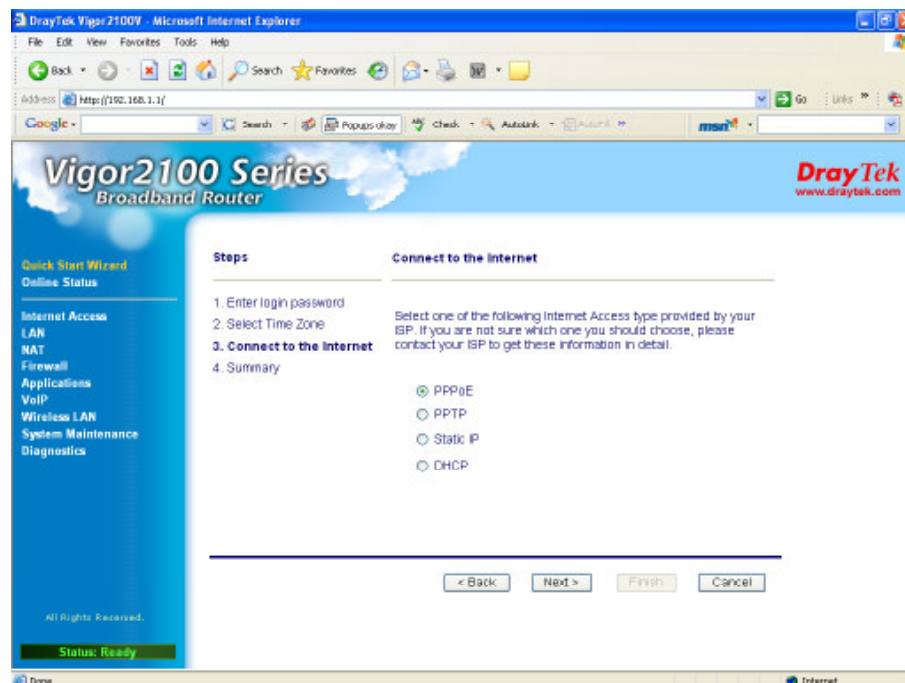 DrayTek Vigor2100V - Microsoft Internet Explorer
File Edit View Favorites Tools Help
Back Search Favorites
Address http://192.168.1.1/ Go Links »
Google Search Popups okay Check AutoLink AutoFill » msn
Vigor2100 Series
Broadband Router
DrayTek
www.draytek.com
Quick Start Wizard
Online Status
Internet Access
LAN
NAT
Firewall
Applications
VoIP
Wireless LAN
System Maintenance
Diagnostics
All Rights Reserved.
Status: Ready
Steps
1. Enter login password
2. Select Time Zone
3. Connect to the Internet
4. Summary
Connect to the Internet
Select one of the following Internet Access type provided by your
ISP. If you are not sure which one you should choose, please
contact your ISP to get these information in detail.
PPPoE
PPTP
Static IP
DHCP
< Back Next > Finish Cancel
Done Internet